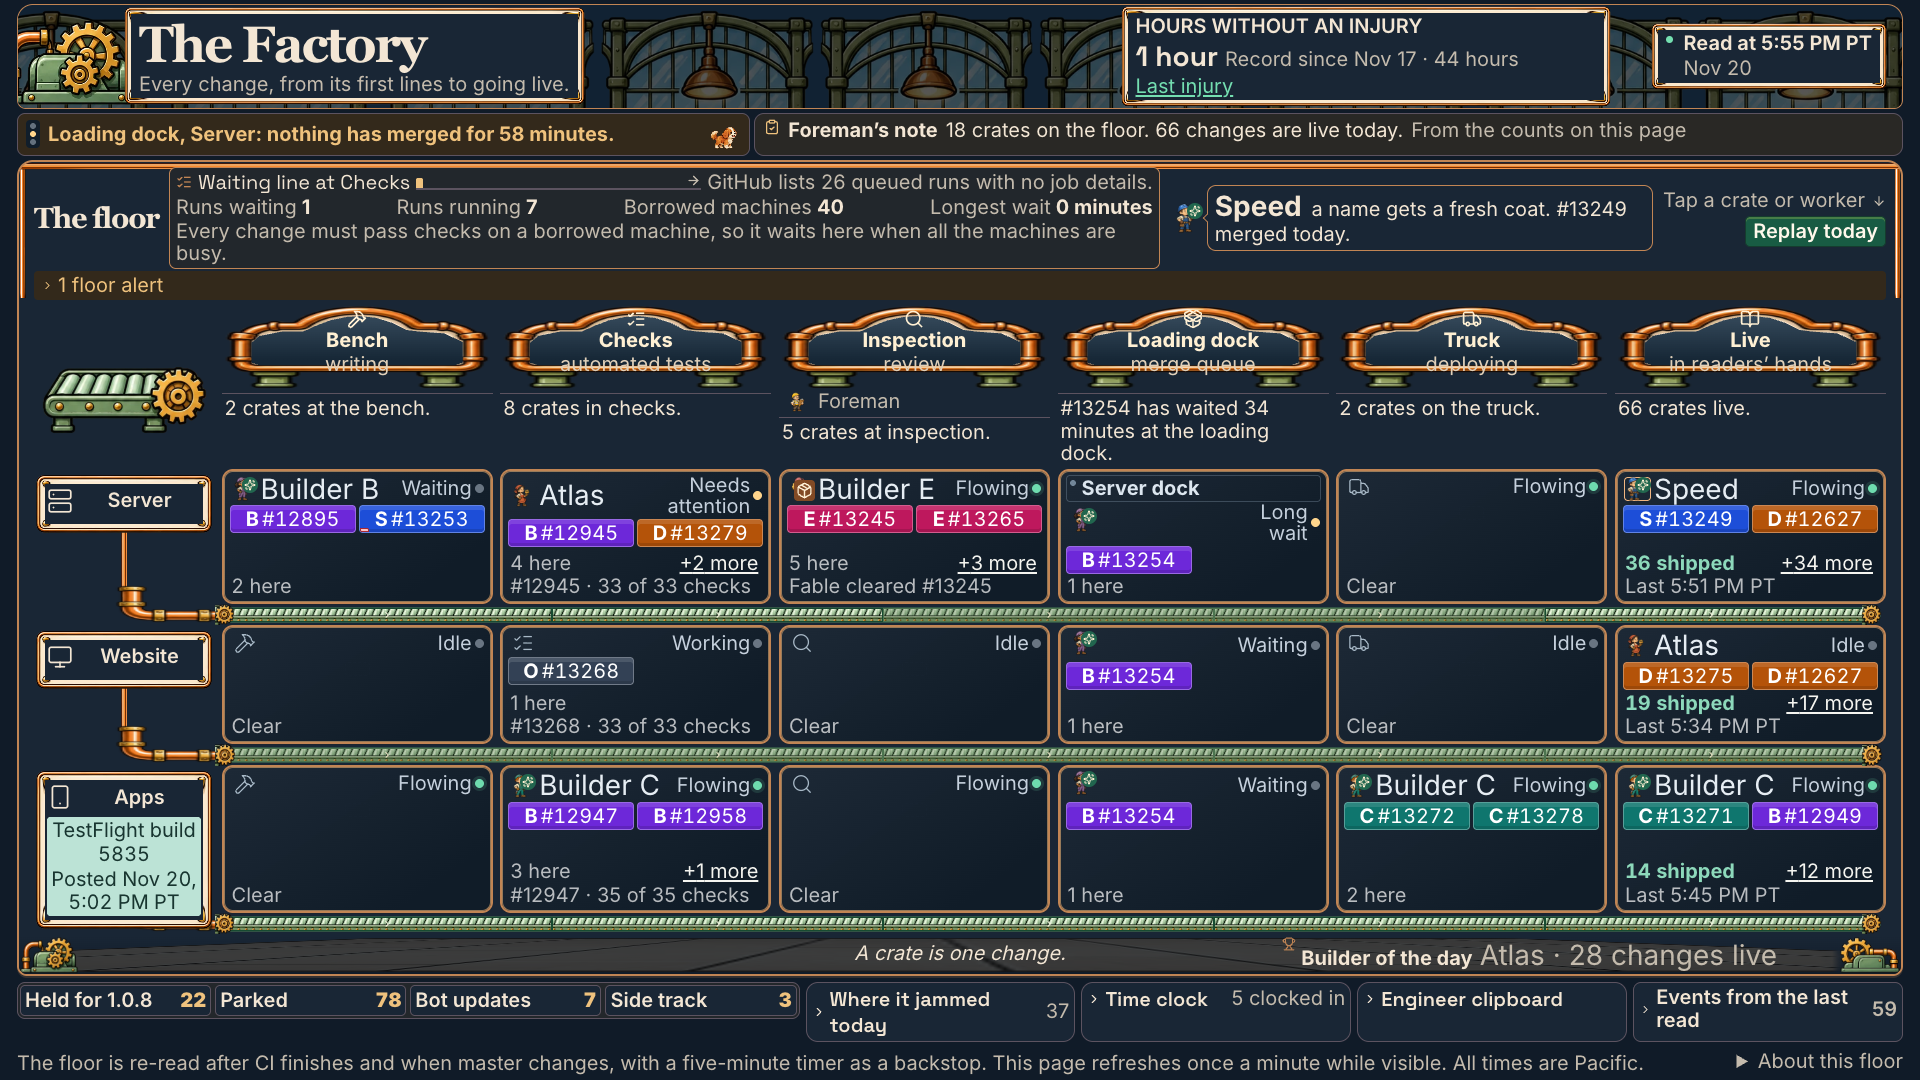 The Factory
Every change, from its first lines to going live.
HOURS WITHOUT AN INJURY
1 hour Record since Nov 17 · 44 hours
Last injury
Read at 5:55 PM PT
Nov 20
Loading dock, Server: nothing has merged for 58 minutes.
Foreman's note 18 crates on the floor. 66 changes are live today. From the counts on this page
The floor
Waiting line at Checks → GitHub lists 26 queued runs with no job details.
Runs waiting 1 Runs running 7 Borrowed machines 40 Longest wait 0 minutes
Every change must pass checks on a borrowed machine, so it waits here when all the machines are
busy.
Speed a name gets a fresh coat. #13249
merged today.
Tap a crate or worker ↓
Replay today
› 1 floor alert
Bench
writing
Checks
automated tests
Inspection
review
Loading dock
merge queue
Truck
deploying
Live
in readers' hands
2 crates at the bench.
8 crates in checks.
Foreman
5 crates at inspection.
#13254 has waited 34
minutes at the loading
dock.
2 crates on the truck.
66 crates live.
Server
Builder B Waiting
B #12895 S #13253
2 here
Atlas Needs
attention
B #12945 D #13279
4 here +2 more
#12945 · 33 of 33 checks
Builder E Flowing
E #13245 E #13265
5 here +3 more
Fable cleared #13245
Server dock
Long
wait
B #13254
1 here
Flowing
Clear
Speed Flowing
S #13249 D #12627
36 shipped +34 more
Last 5:51 PM PT
Website
Idle
Clear
Working
O #13268
1 here
#13268 · 33 of 33 checks
Idle
Clear
Waiting
B #13254
1 here
Idle
Clear
Atlas Idle
D #13275 D #12627
19 shipped +17 more
Last 5:34 PM PT
Apps
TestFlight build
5835
Posted Nov 20,
5:02 PM PT
Flowing
Clear
Builder C Flowing
B #12947 B #12958
3 here +1 more
#12947 · 35 of 35 checks
Flowing
Clear
Waiting
B #13254
1 here
Builder C Flowing
C #13272 C #13278
2 here
Builder C Flowing
C #13271 B #12949
14 shipped +12 more
Last 5:45 PM PT
A crate is one change.
Builder of the day Atlas · 28 changes live
Held for 1.0.8 22
Parked 78
Bot updates 7
Side track 3
› Where it jammed
today 37
› Time clock 5 clocked in
› Engineer clipboard
› Events from the last
read 59
The floor is re-read after CI finishes and when master changes, with a five-minute timer as a backstop. This page refreshes once a minute while visible. All times are Pacific.
▶ About this floor